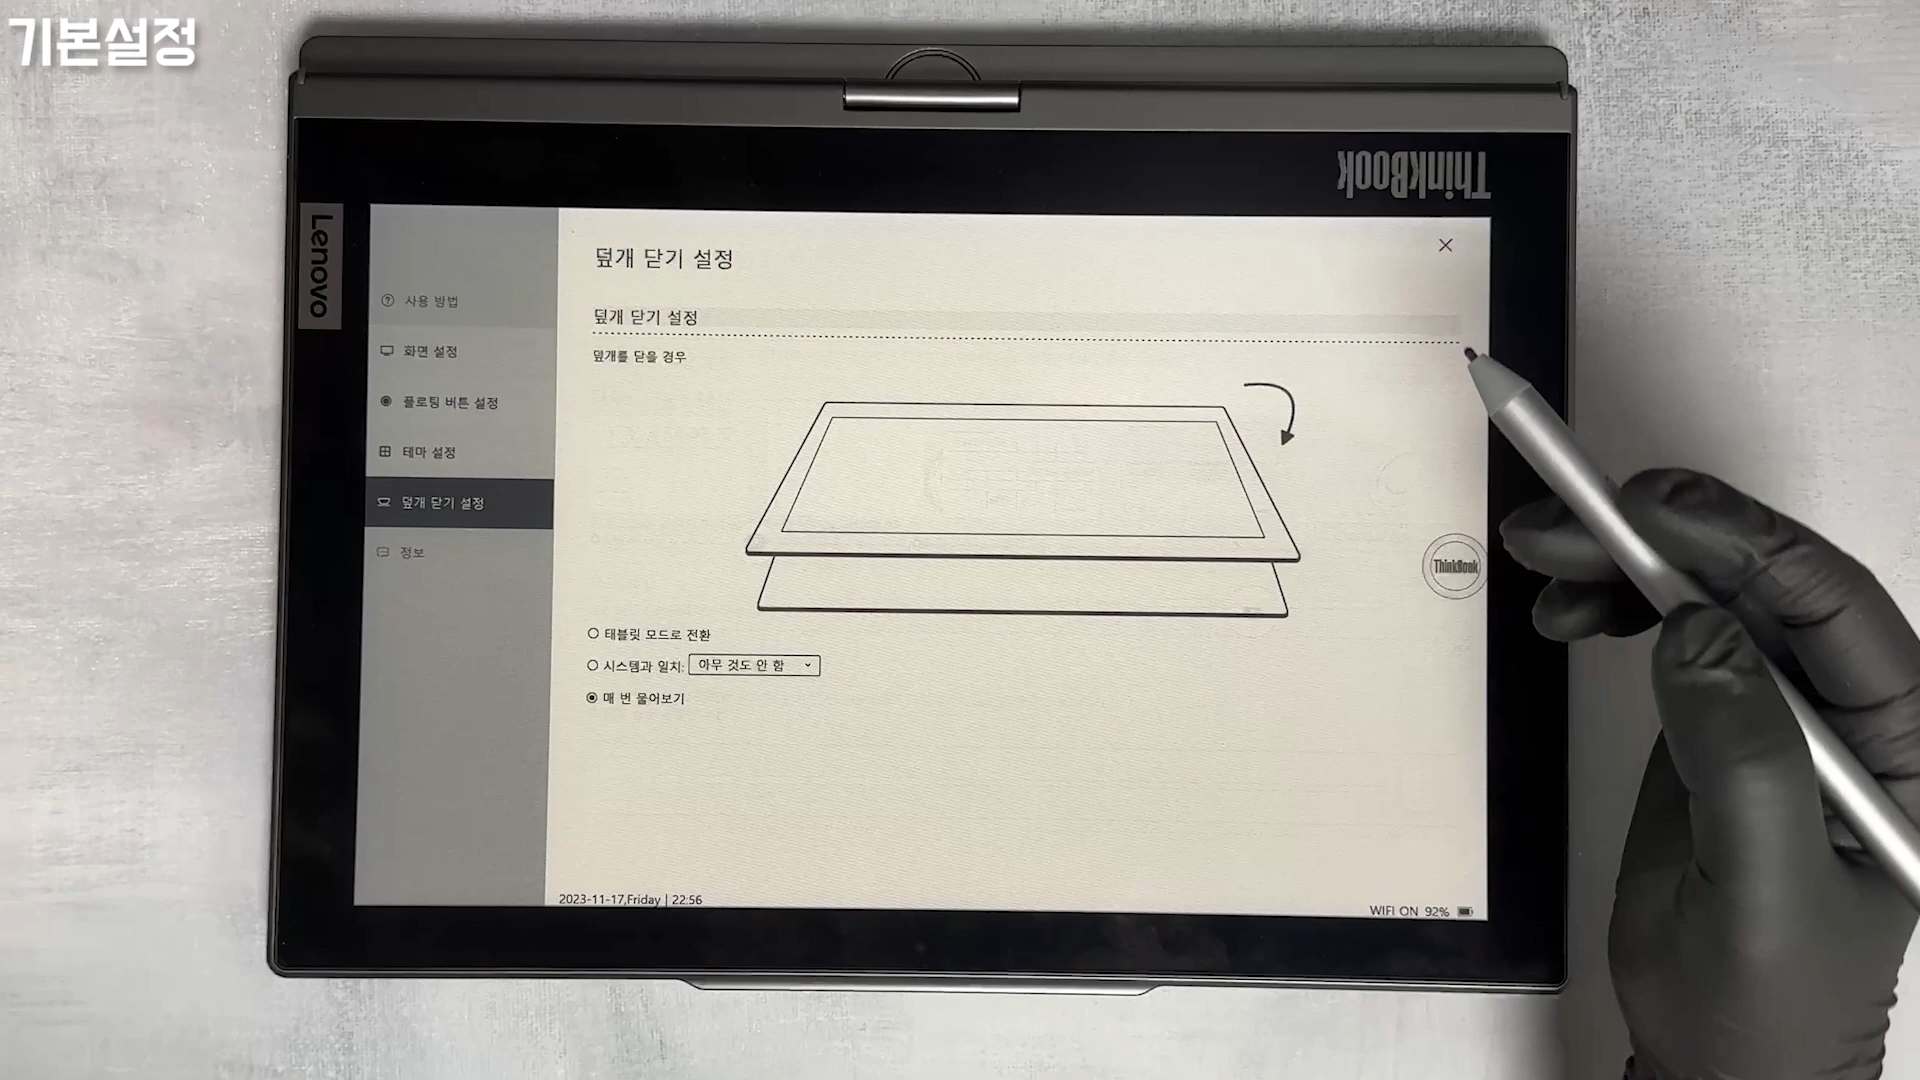 기본설정
ThinkBook
Lenovo
덮개 닫기 설정
사용 방법
화면 설정
플로팅 버튼 설정
테마 설정
덮개 닫기 설정
정보
덮개 닫기 설정
덮개를 닫을 경우
태블릿 모드로 전환
시스템과 일치: 아무 것도 안 함
매 번 물어보기
ThinkBook
2023-11-17,Friday | 22:56
WIFI ON 92%